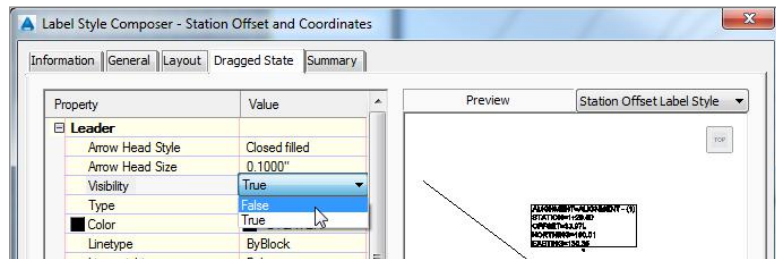 Label Style Composer - Station Offset and Coordinates
Information General Layout Dragged State Summary
Property Value Preview Station Offset Label Style
Leader
Arrow Head Style Closed filled
Arrow Head Size 0.1000"
Visibility True
Type False
True
Color
Linetype ByBlock
TOP